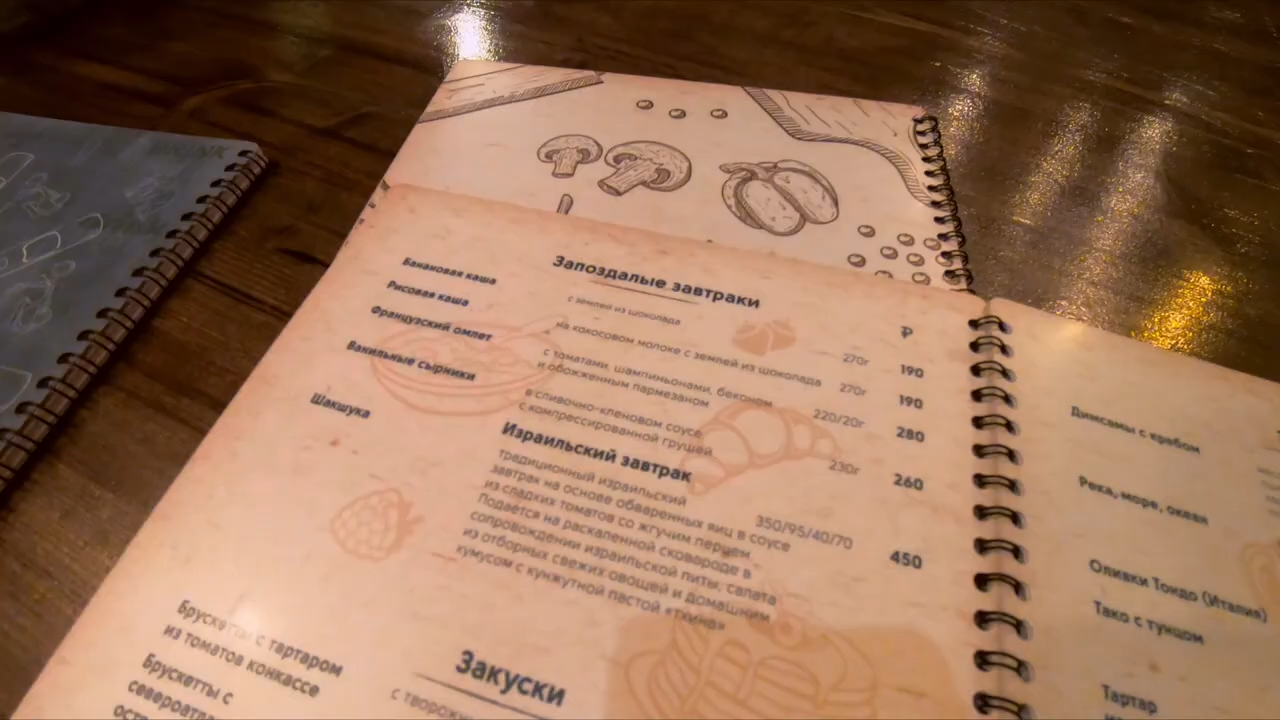 Запоздалые завтраки
₽
Банановая каша
с землей из шоколада
270г
190
Рисовая каша
на кокосовом молоке с землей из шоколада
270г
190
Французский омлет
с томатами, шампиньонами, беконом
и обожженным пармезаном
220/20г
280
Ванильные сырники
в сливочно-кленовом соусе
с компрессированной грушей
230г
260
Израильский завтрак
Шакшука
традиционный израильский
завтрак на основе обваренных яиц в соусе
из сладких томатов со жгучим перцем.
Подаётся на раскаленной сковороде в
сопровождении израильской питы, салата
из отборных свежих овощей и домашним
хумусом с кунжутной пастой «тхина»
350/95/40/70
450
Закуски
Брускетты с тартаром
из томатов конкассе
Брускетты с
с творожн
Димсамы с крабом
Река, море, океан
Оливки Тондо (Италия)
Тако с тунцом
Тартар